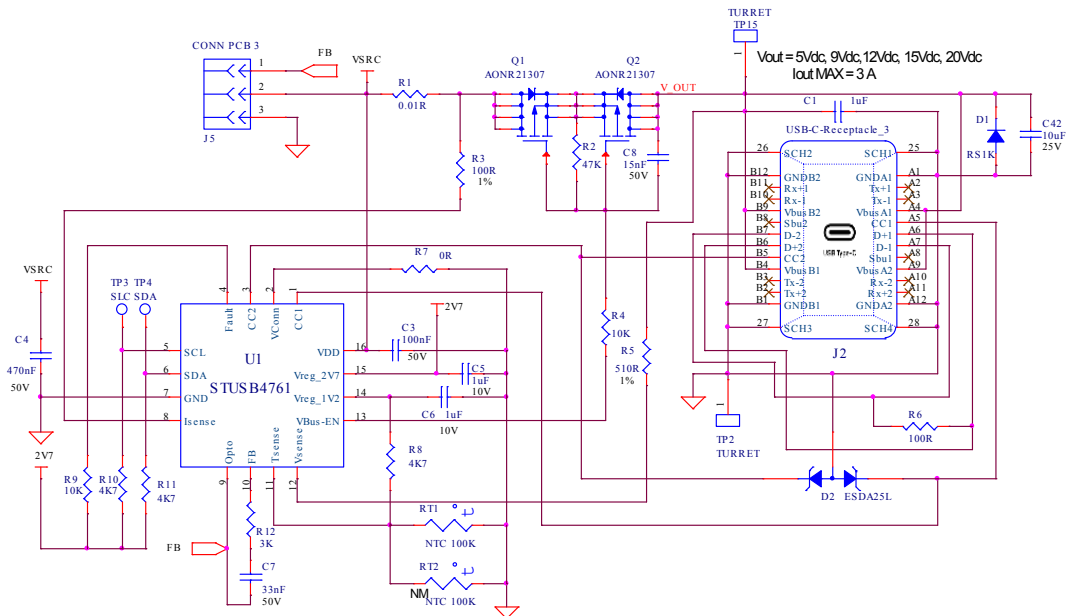 TURRET
TP15
1
Vout = 5Vdc, 9Vdc,12Vdc, 15Vdc, 20Vdc
Iout MAX = 3 A
CONN PCB 3
1
2
3
J5
FB
VSRC
R1
0.01R
Q1
AONR21307
Q2
AONR21307
V_OUT
R2
47K
C8
15nF
50V
R3
100R
1%
C1
1uF
USB-C-Receptacle_3
D1
RS1K
C42
10uF
25V
26
SCH2
SCH1
25
B12
GNDB2
GNDA1
A1
B11
Rx+1
Tx+1
A2
B10
Rx-1
Tx-1
A3
B9
VbusB2
VbusA1
A4
B8
Sbu2
CC1
A5
B7
D-2
D+1
A6
B6
D+2
D-1
A7
B5
CC2
Sbu1
A8
B4
VbusB1
VbusA2
A9
B3
Tx-2
Rx-2
A10
B2
Tx+2
Rx+2
A11
B1
GNDB1
GNDA2
A12
27
SCH3
SCH4
28
USB Type-C
J2
R7
0R
VSRC
TP3
SLC
TP4
SDA
4
3
2
1
Fault
CC2
VConn
CC1
2V7
C4
470nF
50V
5
SCL
6
SDA
7
GND
8
Isense
U1
STUSB4761
VDD
16
Vreg_2V7
15
Vreg_1V2
14
VBus-EN
13
Opto
FB
Tsense
Vsense
9
10
11
12
C3
100nF
50V
C5
1uF
10V
C6
1uF
10V
R4
10K
R5
510R
1%
1
TP2
TURRET
R6
100R
D2
ESDA25L
2V7
R9
10K
R10
4K7
R11
4K7
R8
4K7
R12
3K
FB
C7
33nF
50V
RT1
NTC 100K
RT2
NM
NTC 100K